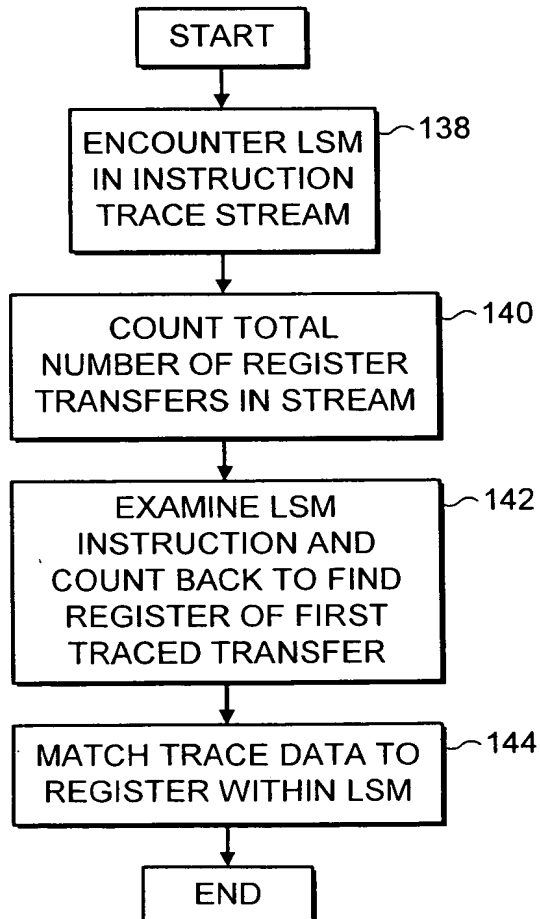 START
ENCOUNTER LSM
IN INSTRUCTION
TRACE STREAM
138
COUNT TOTAL
NUMBER OF REGISTER
TRANSFERS IN STREAM
140
EXAMINE LSM
INSTRUCTION AND
COUNT BACK TO FIND
REGISTER OF FIRST
TRACED TRANSFER
142
MATCH TRACE DATA TO
REGISTER WITHIN LSM
144
END